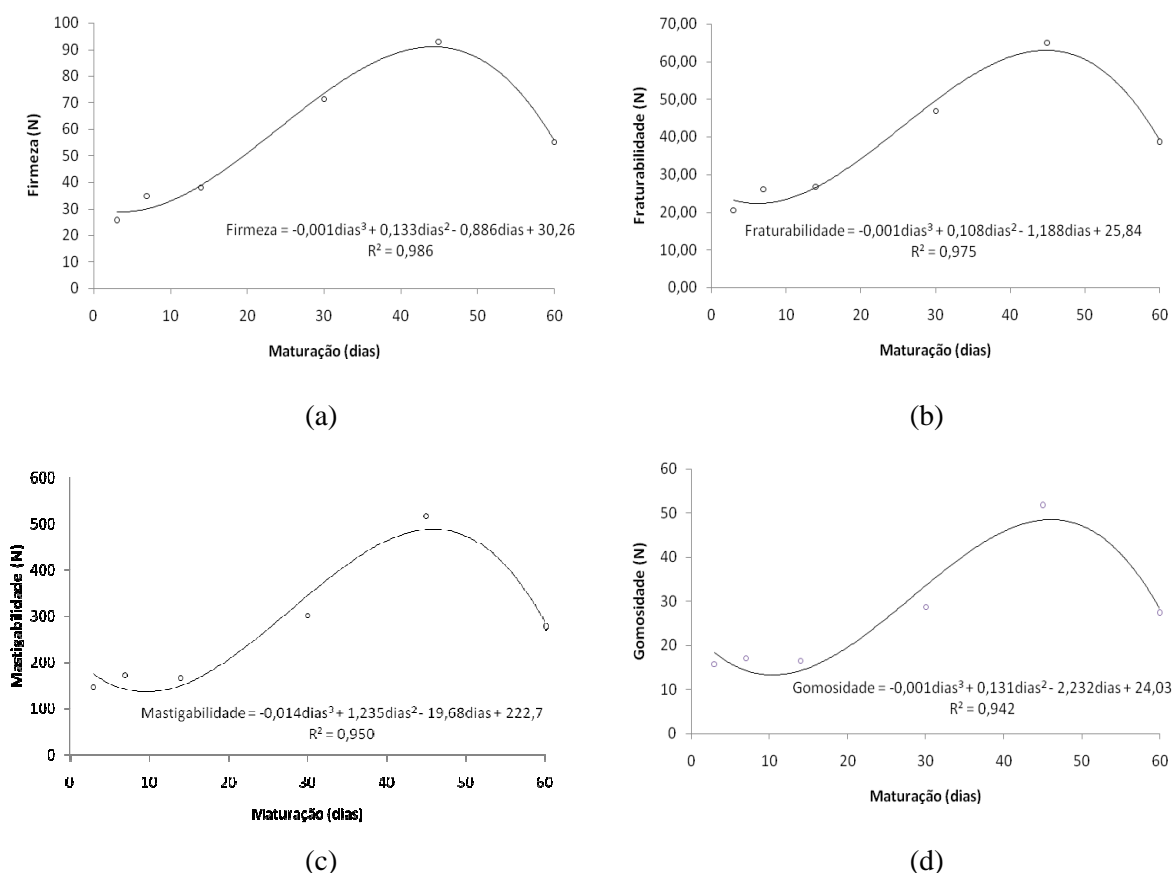 100
90
80
70
60
50
40
30
20
10
0
Firmeza (N)
Firmeza = -0,001dias³ + 0,133dias² - 0,886dias + 30,26
R² = 0,986
0 10 20 30 40 50 60
Maturação (dias)
(a)
70,00
60,00
50,00
40,00
30,00
20,00
10,00
0,00
Fraturabilidade (N)
Fraturabilidade = -0,001dias³ + 0,108dias² - 1,188dias + 25,84
R² = 0,975
0 10 20 30 40 50 60
Maturação (dias)
(b)
600
500
400
300
200
100
0
Mastigabilidade (N)
Mastigabilidade = -0,014dias³ + 1,235dias² - 19,68dias + 222,7
R² = 0,950
0 10 20 30 40 50 60
Maturação (dias)
(c)
60
50
40
30
20
10
0
Gomosidade (N)
Gomosidade = -0,001dias³ + 0,131dias² - 2,232dias + 24,03
R² = 0,942
0 10 20 30 40 50 60
Maturação (dias)
(d)